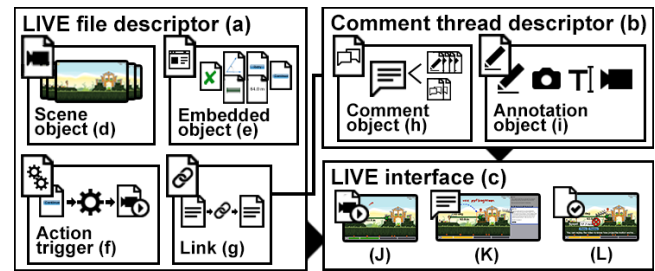 LIVE file descriptor (a)
Scene
object (d)
Embedded
object (e)
Action
trigger (f)
Link (g)
Comment thread descriptor (b)
Comment
object (h)
T
Annotation
object (i)
LIVE interface (c)
(J)
(K)
(L)